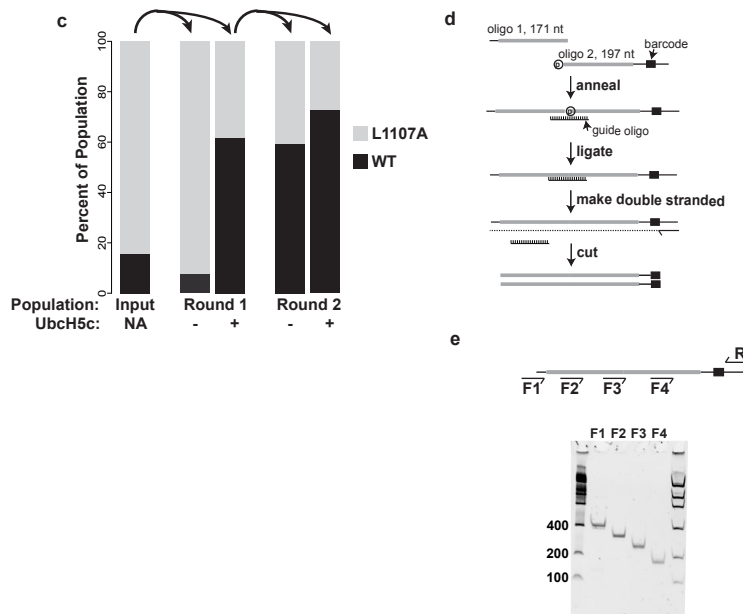 c
100
80
60
40
20
0
Percent of Population
L1107A
WT
Population: Input Round 1 Round 2
UbcH5c: NA - + - +
d
oligo 1, 171 nt
oligo 2, 197 nt
barcode
p
anneal
p
guide oligo
ligate
make double stranded
cut
e
R
F1 F2 F3 F4
F1 F2 F3 F4
400
200
100